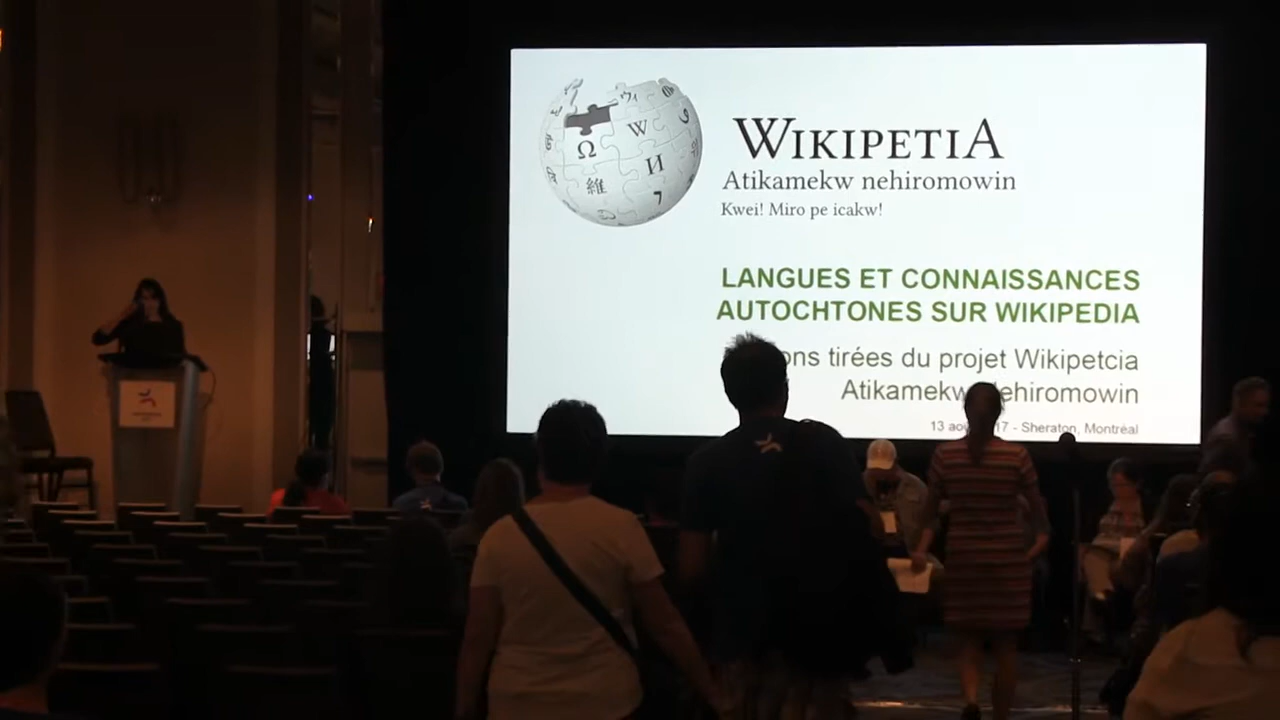 WIKIPETIA
Atikamekw nehiromowin
Kwei! Miro pe icakw!
LANGUES ET CONNAISSANCES
AUTOCHTONES SUR WIKIPEDIA
tirées du projet Wikipetcia
Atikamekw
13 - Sheraton, Montréal